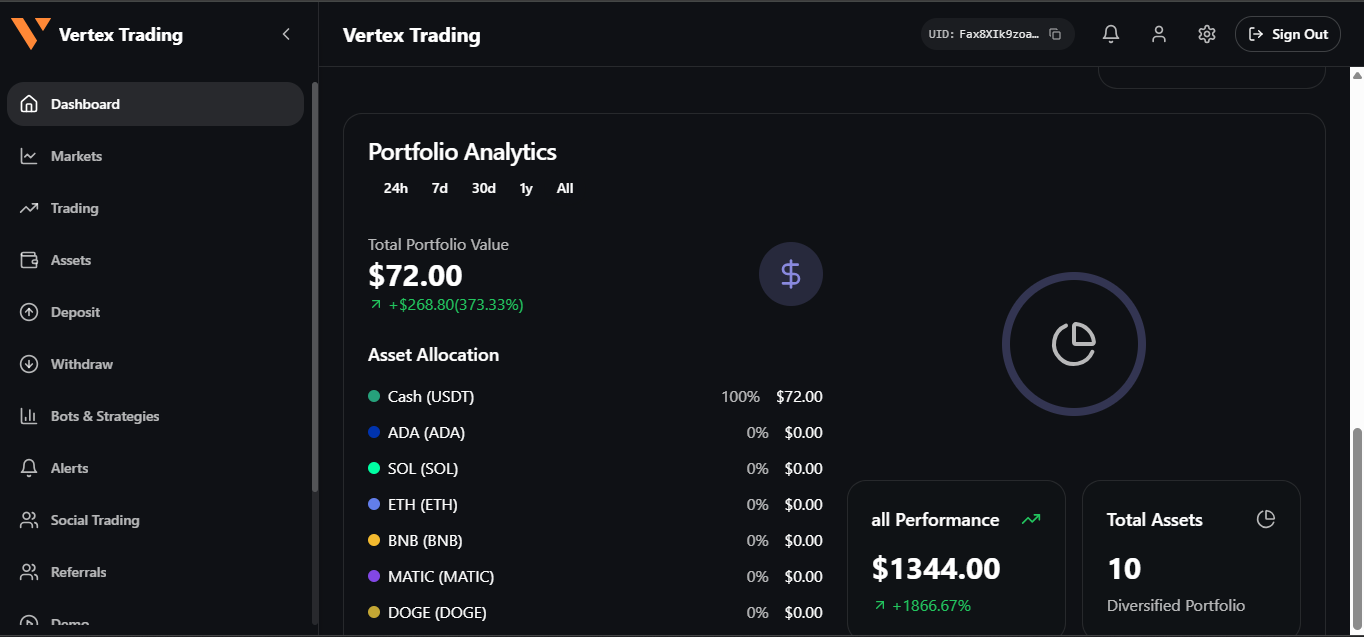 Vertex Trading
Dashboard
Markets
Trading
Assets
Deposit
Withdraw
Bots & Strategies
Alerts
Social Trading
Referrals
Demo
Vertex Trading
UID: Fax8XIk9zoa…
Sign Out
Portfolio Analytics
24h 7d 30d 1y All
Total Portfolio Value
$72.00
+$268.80(373.33%)
Asset Allocation
Cash (USDT) 100% $72.00
ADA (ADA) 0% $0.00
SOL (SOL) 0% $0.00
ETH (ETH) 0% $0.00
BNB (BNB) 0% $0.00
MATIC (MATIC) 0% $0.00
DOGE (DOGE) 0% $0.00
all Performance
$1344.00
+1866.67%
Total Assets
10
Diversified Portfolio